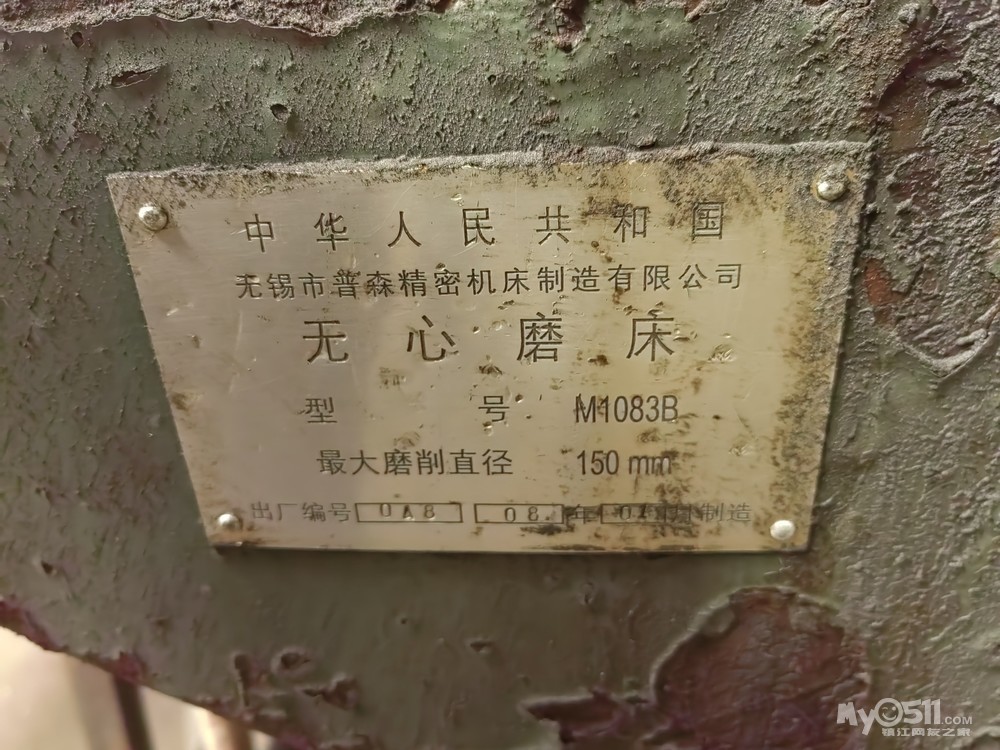 中华人民共和国
无锡市普森精密机床制造有限公司
无心磨床
型号 M1083B
最大磨削直径 150 mm
出厂编号 0A8 08 年 月制造
My0511.COM
镇江网友之家